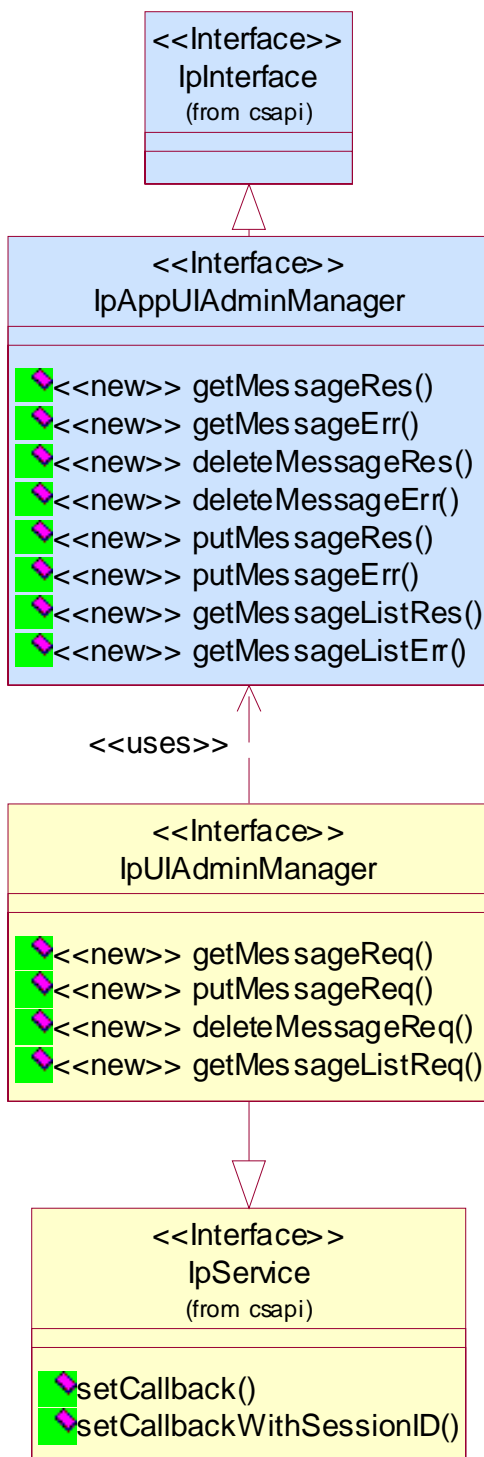 <<Interface>>
IpInterface
(from csapi)
<<Interface>>
IpAppUIAdminManager
<<new>> getMessageRes()
<<new>> getMessageErr()
<<new>> deleteMessageRes()
<<new>> deleteMessageErr()
<<new>> putMessageRes()
<<new>> putMessageErr()
<<new>> getMessageListRes()
<<new>> getMessageListErr()
<<uses>>
<<Interface>>
IpUIAdminManager
<<new>> getMessageReq()
<<new>> putMessageReq()
<<new>> deleteMessageReq()
<<new>> getMessageListReq()
<<Interface>>
IpService
(from csapi)
setCallback()
setCallbackWithSessionID()